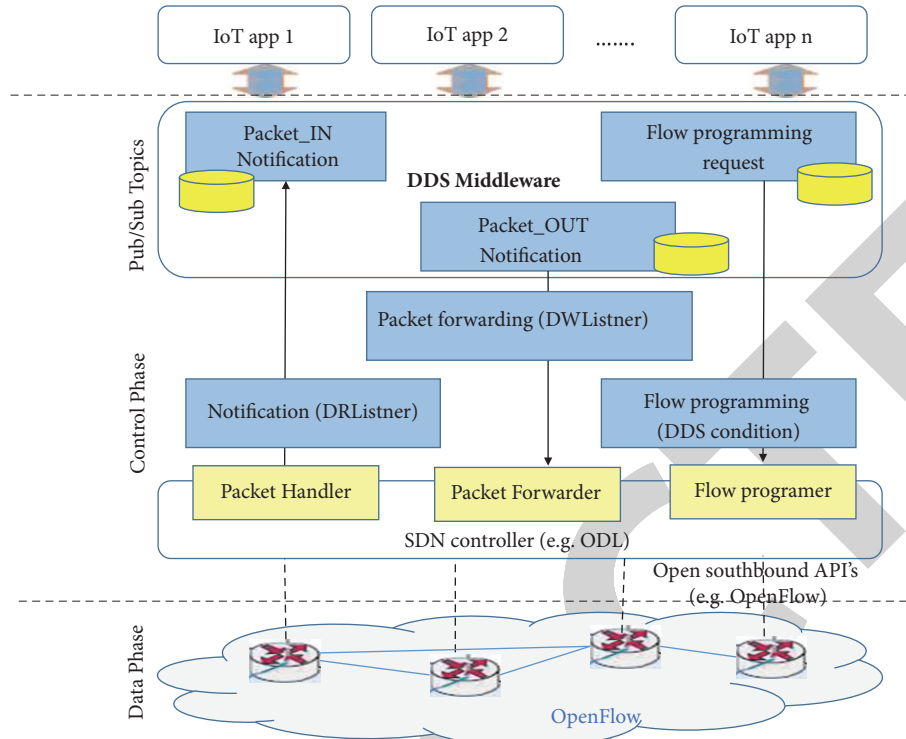 IoT app 1
IoT app 2
.......
IoT app n
Pub/Sub Topics
Packet_IN
Notification
Flow programming
request
DDS Middleware
Packet_OUT
Notification
Control Phase
Packet forwarding (DWListner)
Notification (DRListner)
Flow programming
(DDS condition)
Packet Handler
Packet Forwarder
Flow programer
SDN controller (e.g. ODL)
Open southbound API's
(e.g. OpenFlow)
Data Phase
OpenFlow